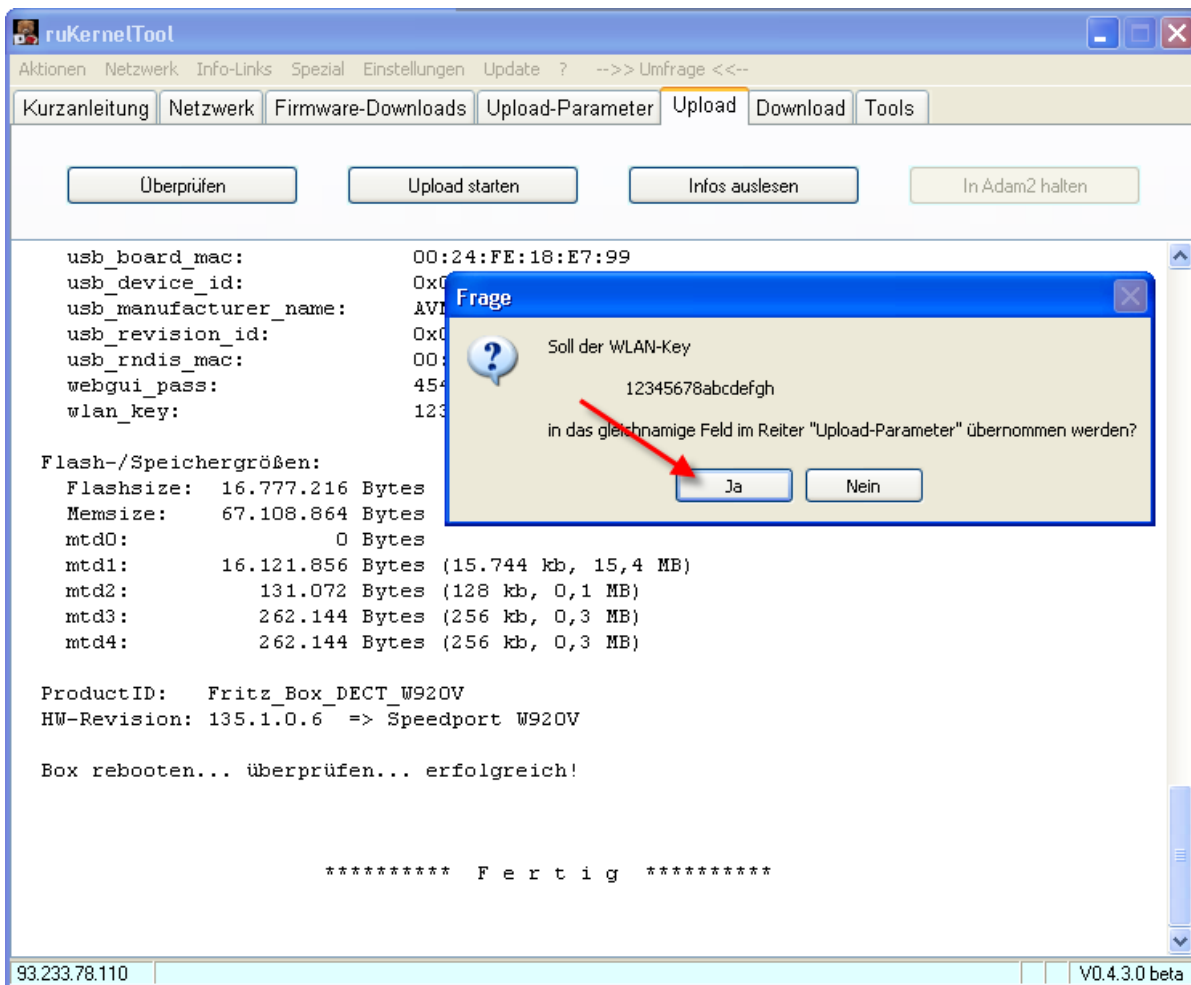 ruKernelTool
Aktionen Netzwerk Info-Links Spezial Einstellungen Update ? -->> Umfrage <<--
Kurzanleitung Netzwerk Firmware-Downloads Upload-Parameter Upload Download Tools
Überprüfen Upload starten Infos auslesen In Adam2 halten
usb_board_mac: 00:24:FE:18:E7:99
usb_device_id: 0x0
usb_manufacturer_name: AVM
usb_revision_id: 0x0
usb_rndis_mac: 00:
webgui_pass: 454
wlan_key: 123
Frage
Soll der WLAN-Key
12345678abcdefgh
in das gleichnamige Feld im Reiter "Upload-Parameter" übernommen werden?
Ja Nein
Flash-/Speichergrößen:
Flashsize: 16.777.216 Bytes
Memsize: 67.108.864 Bytes
mtd0: 0 Bytes
mtd1: 16.121.856 Bytes (15.744 kb, 15,4 MB)
mtd2: 131.072 Bytes (128 kb, 0,1 MB)
mtd3: 262.144 Bytes (256 kb, 0,3 MB)
mtd4: 262.144 Bytes (256 kb, 0,3 MB)
ProductID: Fritz_Box_DECT_W920V
HW-Revision: 135.1.0.6 => Speedport W920V
Box rebooten... überprüfen... erfolgreich!
********** F e r t i g **********
93.233.78.110 V0.4.3.0 beta